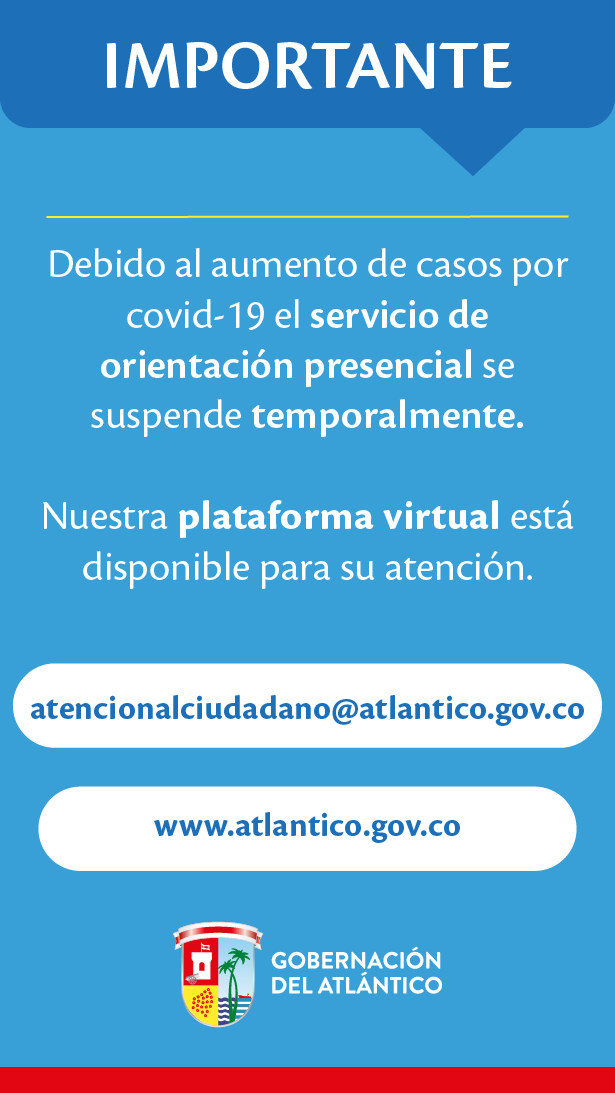 IMPORTANTE
Debido al aumento de casos por
covid-19 el servicio de
orientación presencial se
suspende temporalmente.
Nuestra plataforma virtual está
disponible para su atención.
atencionalciudadano@atlantico.gov.co
www.atlantico.gov.co
GOBERNACIÓN
DEL ATLÁNTICO